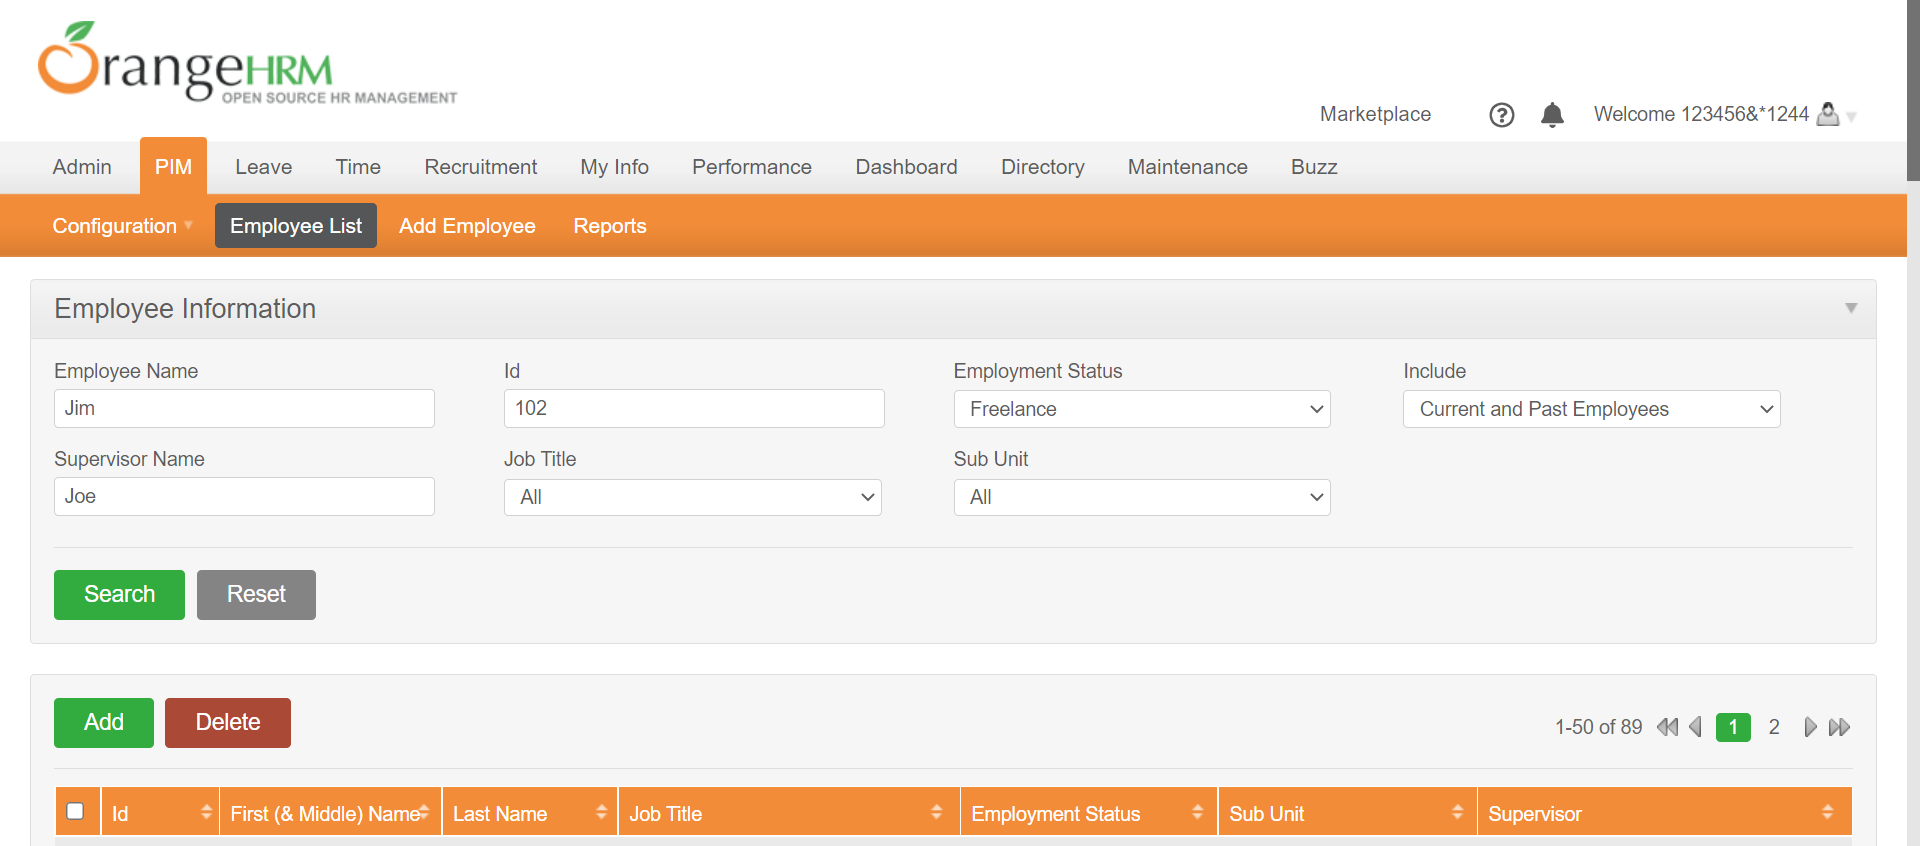 OrangeHRM
OPEN SOURCE HR MANAGEMENT
Marketplace ? Welcome 123456&*1244
Admin PIM Leave Time Recruitment My Info Performance Dashboard Directory Maintenance Buzz
Configuration Employee List Add Employee Reports
Employee Information
Employee Name Id Employment Status Include
Jim 102 Freelance Current and Past Employees
Supervisor Name Job Title Sub Unit
Joe All All
Search Reset
Add Delete 1-50 of 89 1 2
Id First (& Middle) Name Last Name Job Title Employment Status Sub Unit Supervisor